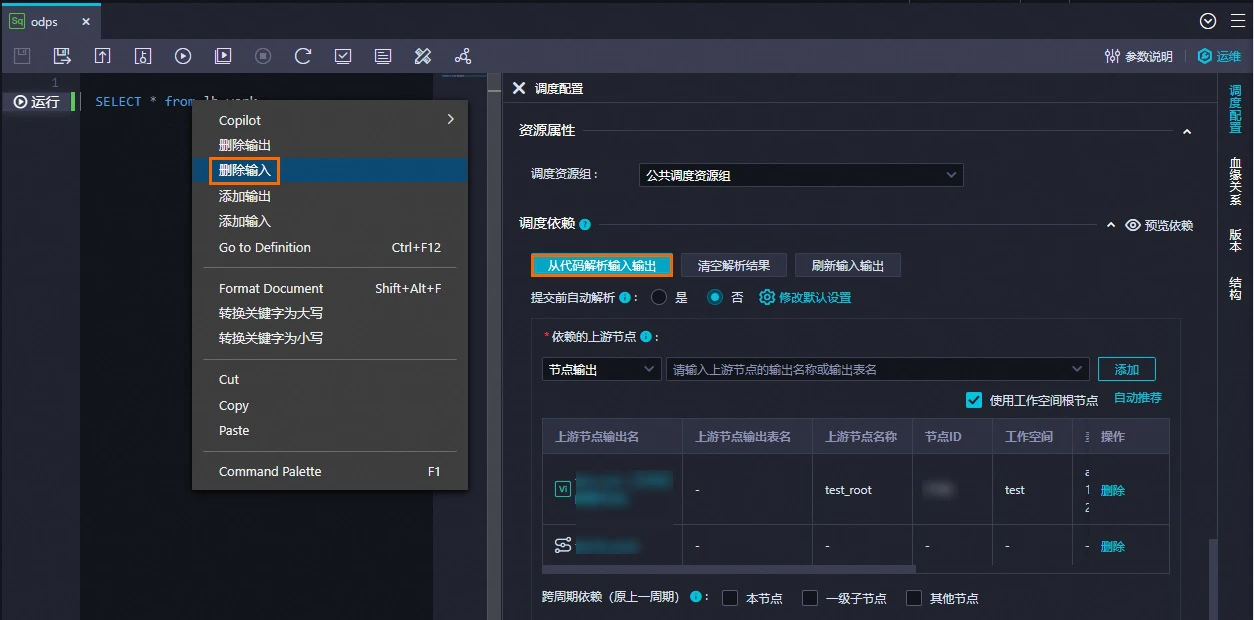 Sq odps
参数说明 运维
1
运行 SELECT * from
Copilot
删除输出
删除输入
添加输出
添加输入
Go to Definition Ctrl+F12
Format Document Shift+Alt+F
转换关键字为大写
转换关键字为小写
Cut
Copy
Paste
Command Palette F1
调度配置
资源属性
调度资源组：
公共调度资源组
调度依赖
预览依赖
从代码解析输入输出 清空解析结果 刷新输入输出
提交前自动解析 ： 是 否 修改默认设置
*依赖的上游节点 ：
节点输出 请输入上游节点的输出名称或输出表名 添加
使用工作空间根节点 自动推荐
上游节点输出名 上游节点输出表名 上游节点名称 节点ID 工作空间 操作
Vi - test_root test 删除
- - - - - 删除
跨周期依赖（原上一周期） ： 本节点 一级子节点 其他节点
调度配置
血缘关系
版本
结构